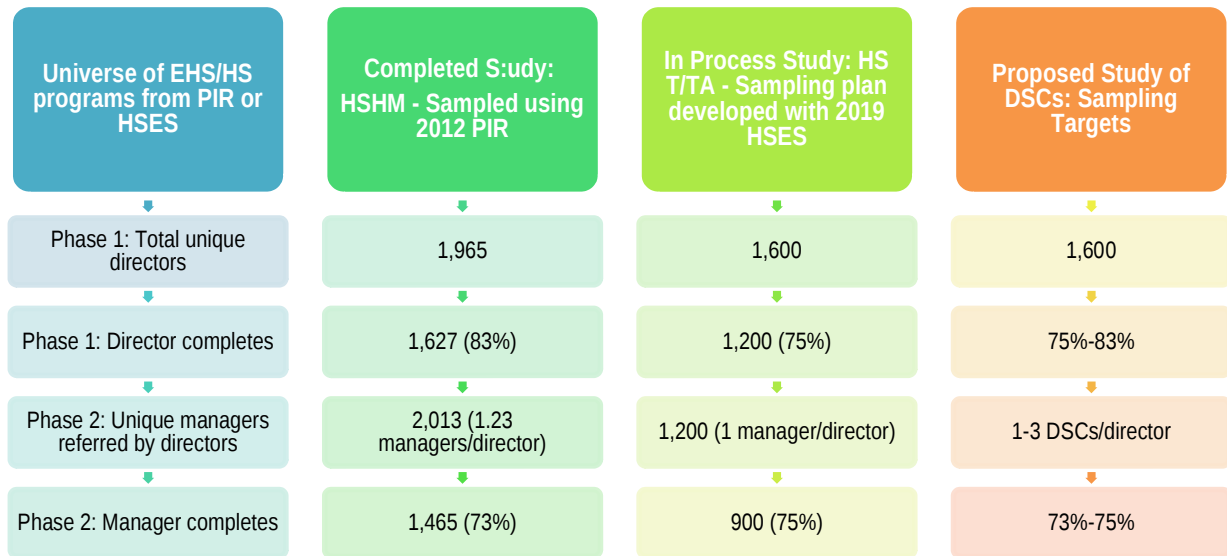 Universe of EHS/HS
programs from PIR or
HSES
Completed S:udy:
HSHM - Sampled using
2012 PIR
In Process Study: HS
T/TA - Sampling plan
developed with 2019
HSES
Proposed Study of
DSCs: Sampling
Targets
Phase 1: Total unique
directors
1,965
1,600
1,600
Phase 1: Director completes
1,627 (83%)
1,200 (75%)
75%-83%
Phase 2: Unique managers
referred by directors
2,013 (1.23
managers/director)
1,200 (1 manager/director)
1-3 DSCs/director
Phase 2: Manager completes
1,465 (73%)
900 (75%)
73%-75%